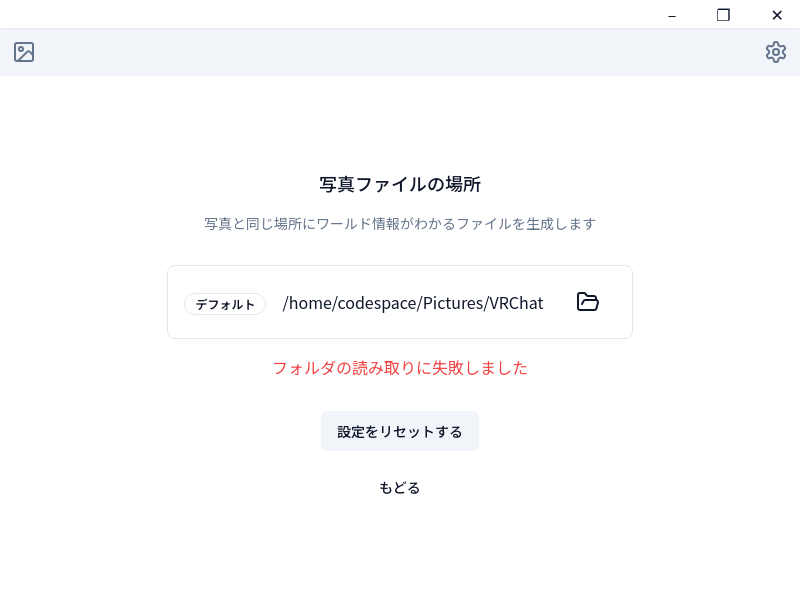 写真ファイルの場所
写真と同じ場所にワールド情報がわかるファイルを生成します
デフォルト /home/codespace/Pictures/VRChat
フォルダの読み取りに失敗しました
設定をリセットする
もどる